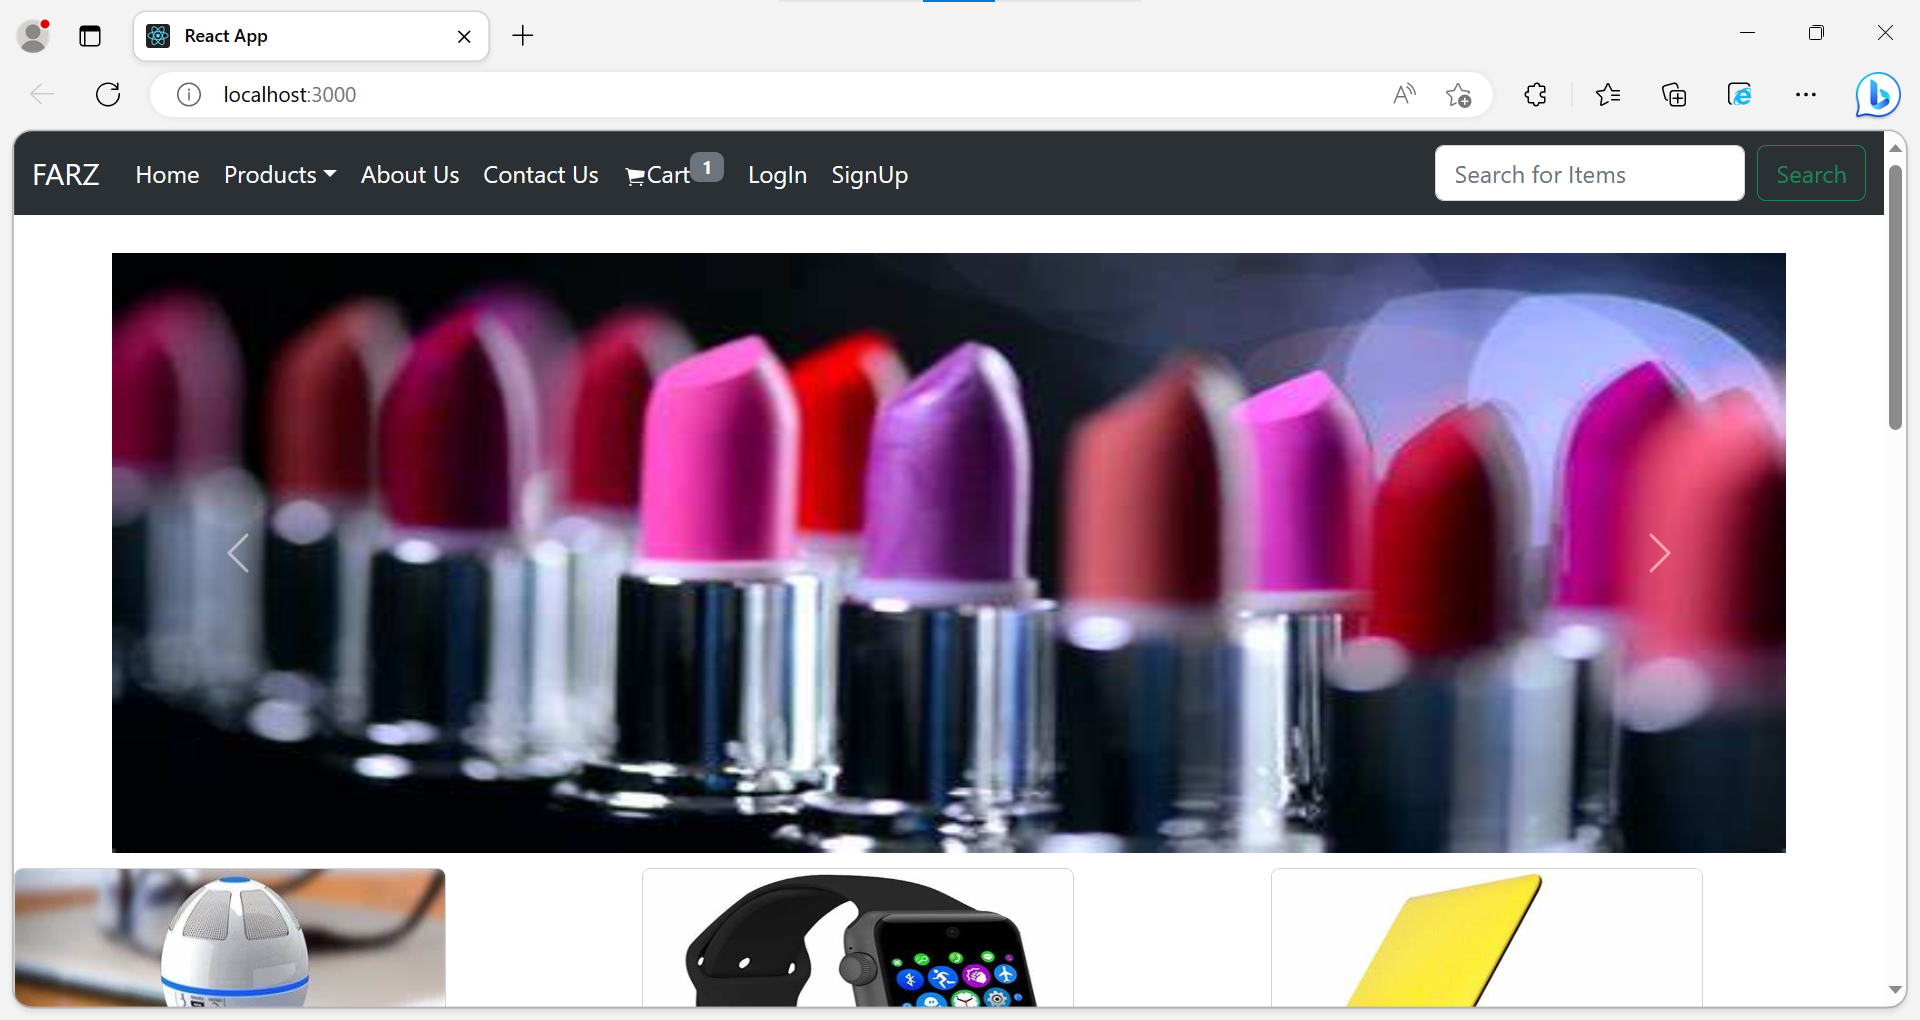 React App
localhost:3000
FARZ
Home
Products
About Us
Contact Us
Cart
1
LogIn
SignUp
Search for Items
Search